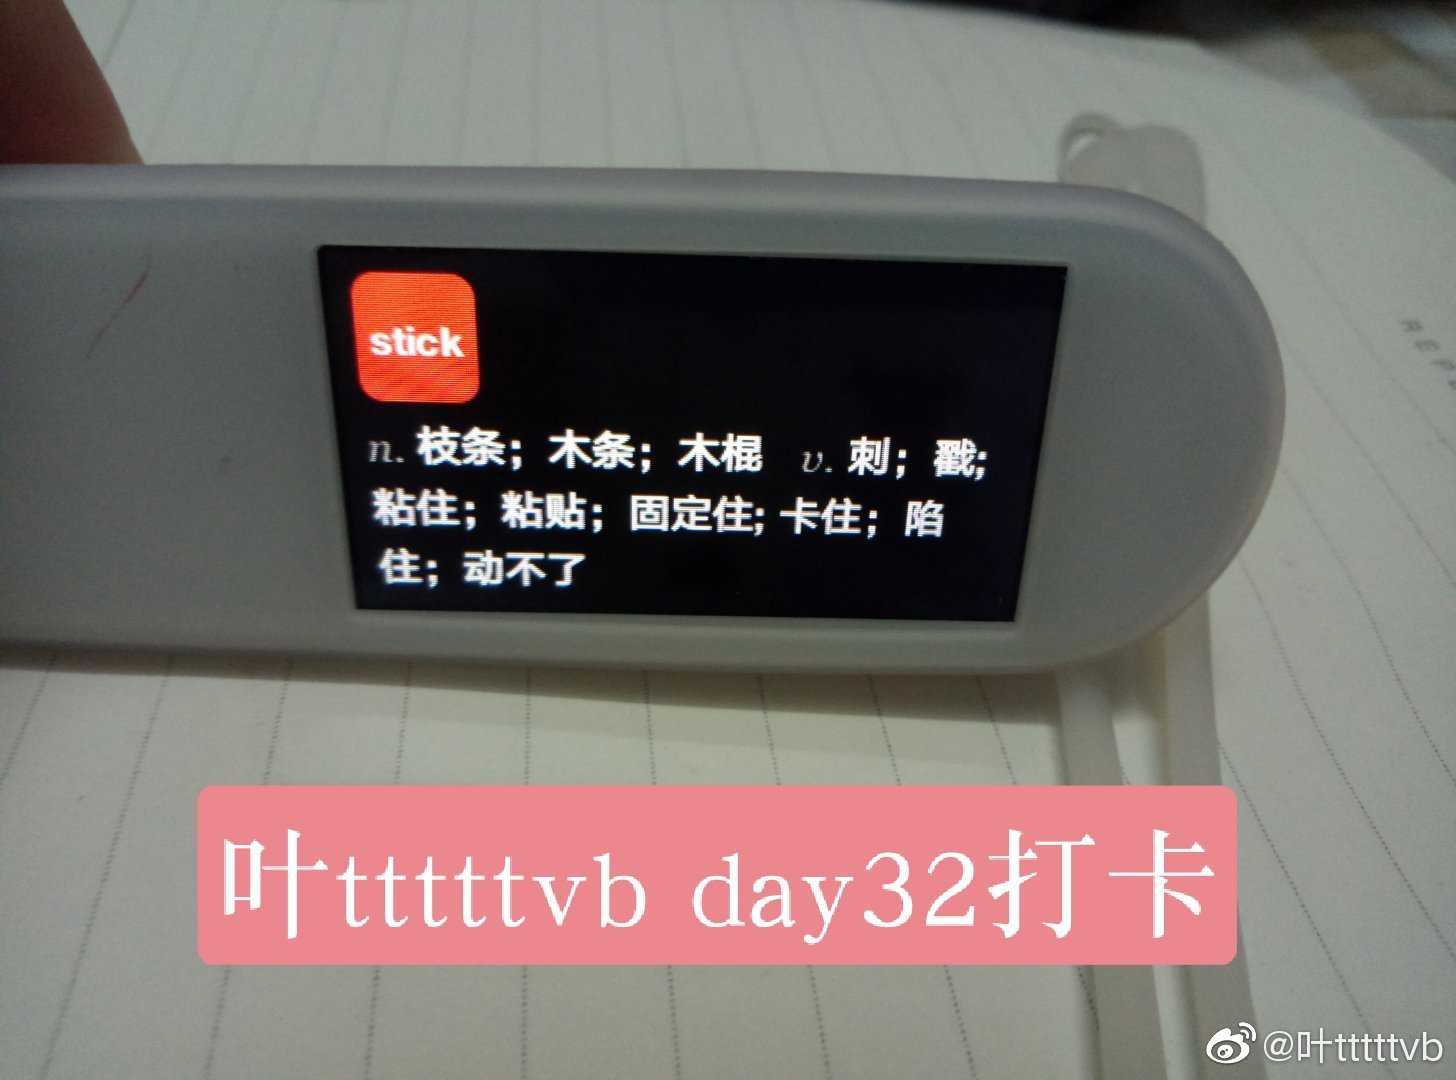 stick
n. 枝条；木条；木棍 v. 刺；戳;
粘住；粘贴；固定住; 卡住；陷
住；动不了
叶tttttvb day32打卡
@叶tttttvb